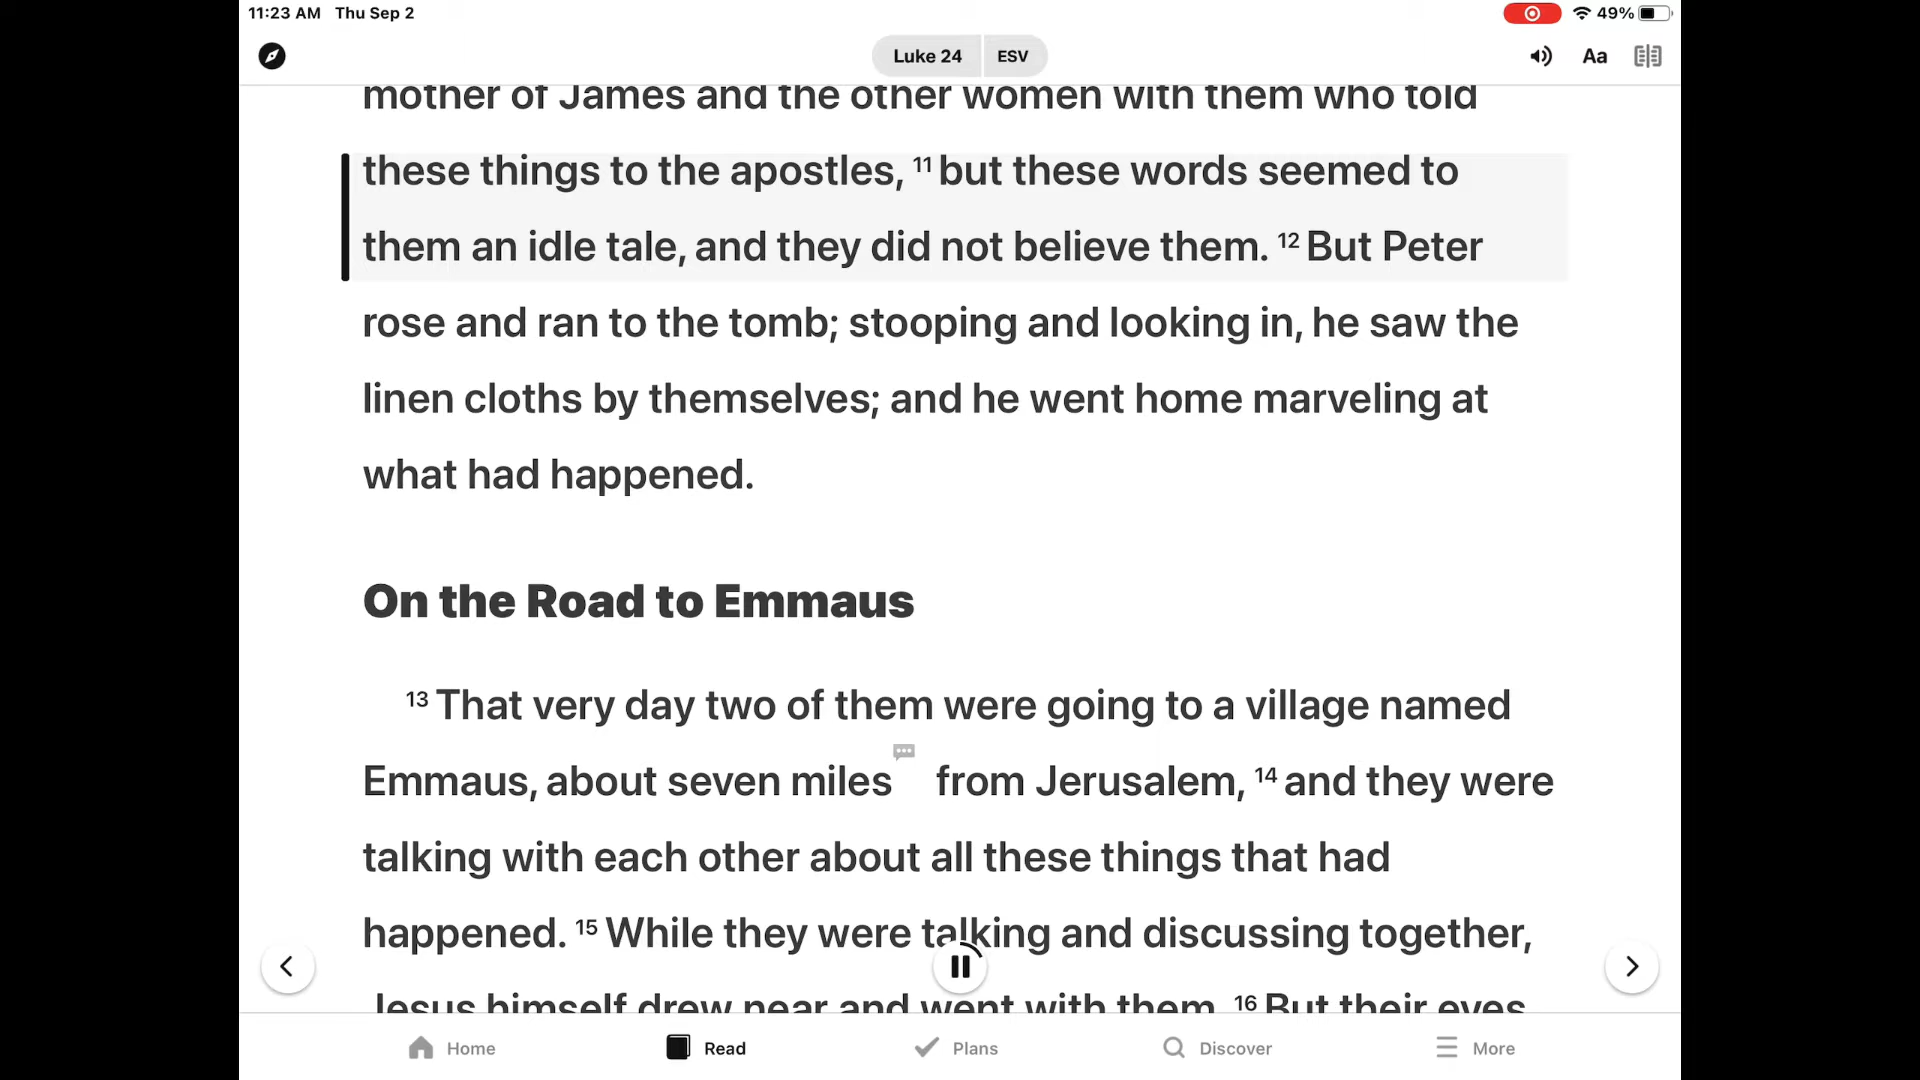 11:23 AM Thu Sep 2
49%
Luke 24 ESV
Aa
mother of James and the other women with them who told
these things to the apostles, 11 but these words seemed to
them an idle tale, and they did not believe them. 12 But Peter
rose and ran to the tomb; stooping and looking in, he saw the
linen cloths by themselves; and he went home marveling at
what had happened.
On the Road to Emmaus
13 That very day two of them were going to a village named
Emmaus, about seven miles from Jerusalem, 14 and they were
talking with each other about all these things that had
happened. 15 While they were talking and discussing together,
Jesus himself drew near and went with them. 16 But their eyes
Home Read Plans Discover More